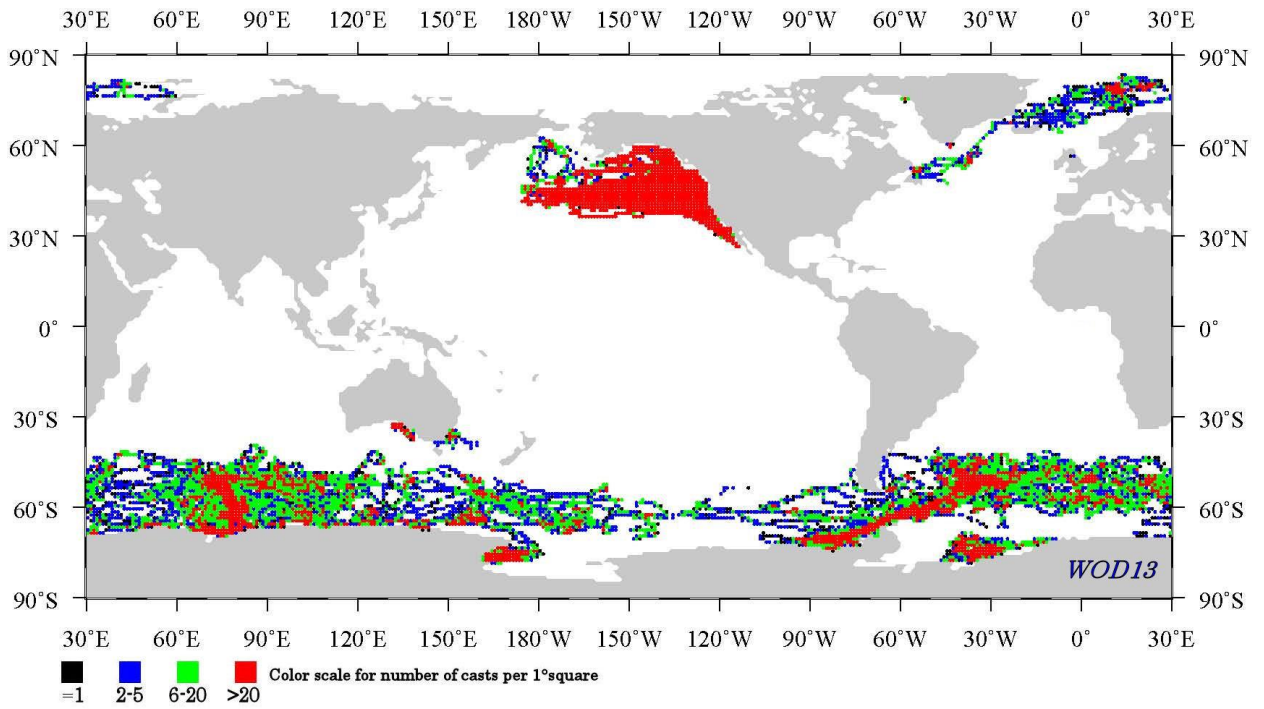 30°E 60°E 90°E 120°E 150°E 180°W 150°W 120°W 90°W 60°W 30°W 0° 30°E
90°N 90°N
60°N 60°N
30°N 30°N
0° 0°
30°S 30°S
60°S 60°S
WOD13
90°S 90°S
30°E 60°E 90°E 120°E 150°E 180°W 150°W 120°W 90°W 60°W 30°W 0° 30°E
Color scale for number of casts per 1°square
=1 2-5 6-20 >20